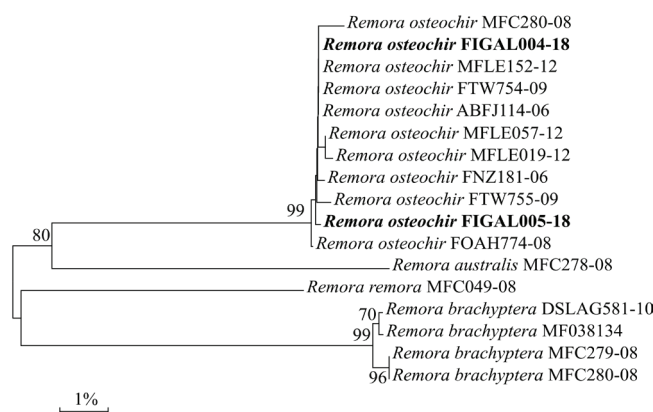 Remora osteochir MFC280-08
Remora osteochir FIGAL004-18
Remora osteochir MFLE152-12
Remora osteochir FTW754-09
Remora osteochir ABFJ114-06
Remora osteochir MFLE057-12
Remora osteochir MFLE019-12
Remora osteochir FNZ181-06
Remora osteochir FTW755-09
99
Remora osteochir FIGAL005-18
80
Remora osteochir FOAH774-08
Remora australis MFC278-08
Remora remora MFC049-08
70
Remora brachyptera DSLAG581-10
99
Remora brachyptera MF038134
Remora brachyptera MFC279-08
96
Remora brachyptera MFC280-08
1%